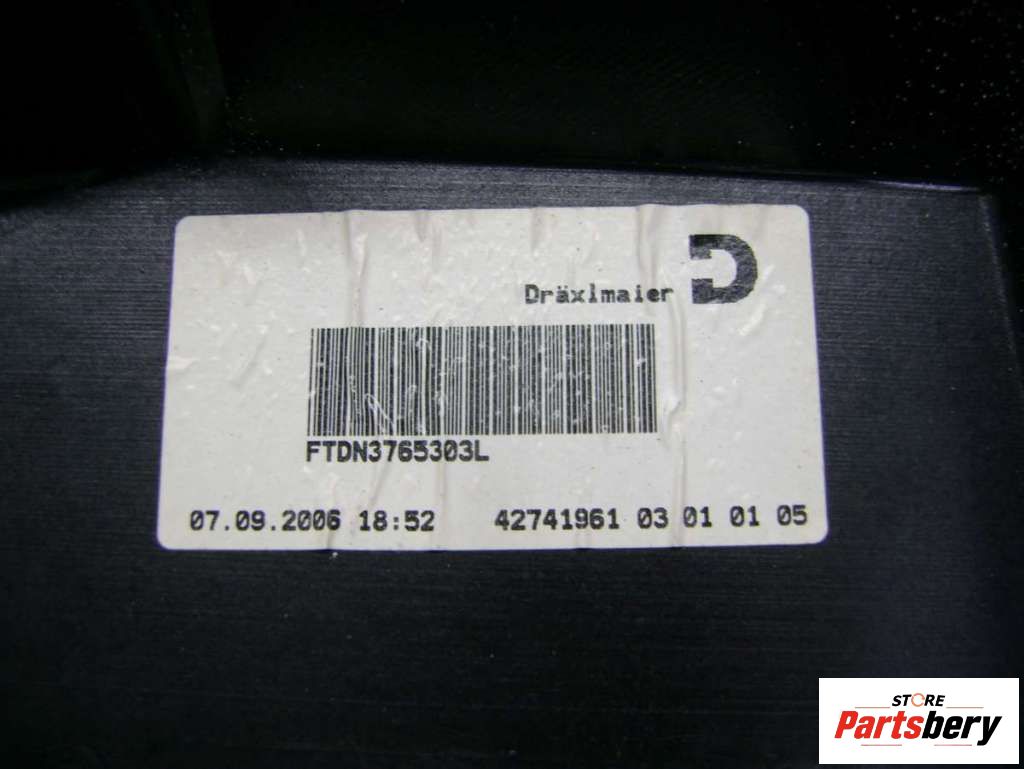 Dräxlmaier D
FTDN3765303L
07.09.2006 18:52 42741961 03 01 01 05
STORE
Partsbery